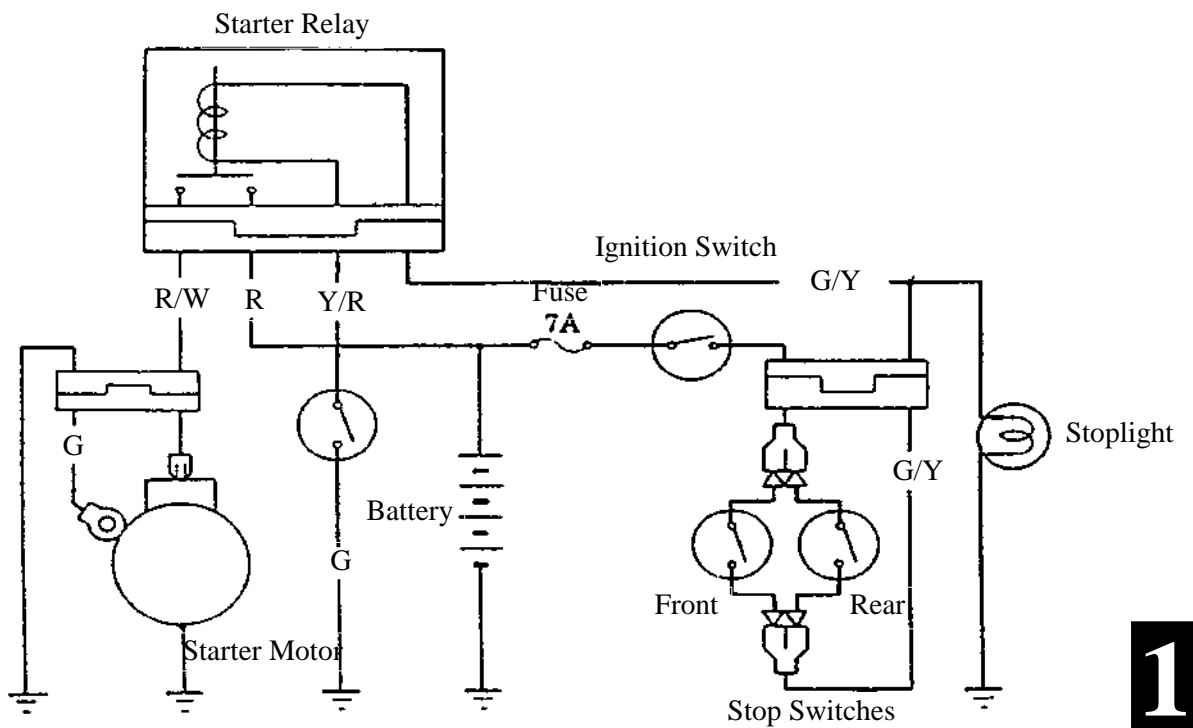 Starter Relay
Ignition Switch
R/W
R
Y/R
G/Y
Fuse
7A
G
G/Y
Stoplight
Battery
G
Front
Rear
Starter Motor
Stop Switches
1